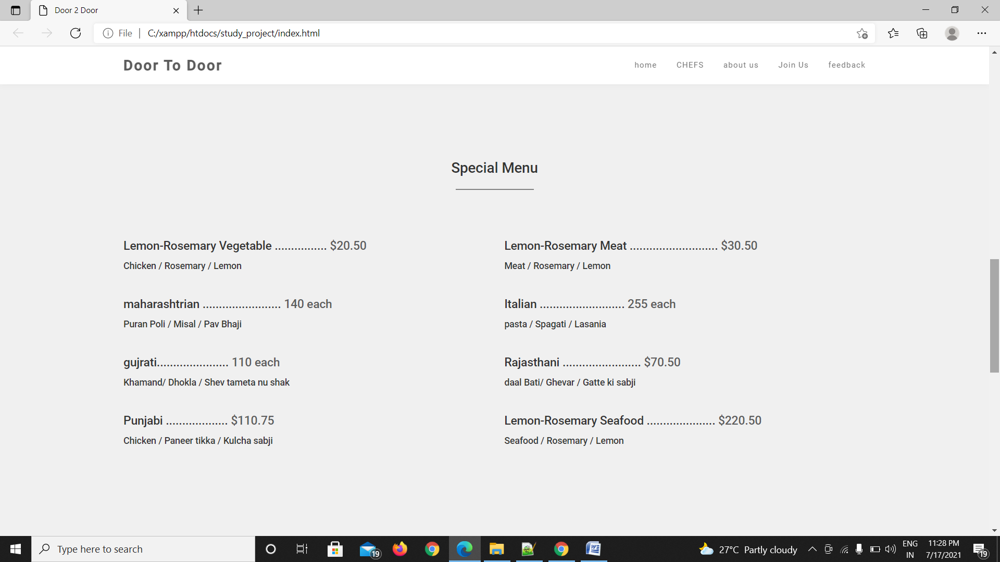 Door 2 Door
File | C:/xampp/htdocs/study_project/index.html
Door To Door
home CHEFS about us Join Us feedback
Special Menu
Lemon-Rosemary Vegetable ................ $20.50
Chicken / Rosemary / Lemon
Lemon-Rosemary Meat ........................... $30.50
Meat / Rosemary / Lemon
maharashtrian ........................ 140 each
Puran Poli / Misal / Pav Bhaji
Italian .......................... 255 each
pasta / Spagati / Lasania
gujrati...................... 110 each
Khamand/ Dhokla / Shev tameta nu shak
Rajasthani ........................ $70.50
daal Bati/ Ghevar / Gatte ki sabji
Punjabi ................... $110.75
Chicken / Paneer tikka / Kulcha sabji
Lemon-Rosemary Seafood ..................... $220.50
Seafood / Rosemary / Lemon
Type here to search
19
27°C Partly cloudy
ENG
IN
11:28 PM
7/17/2021
19